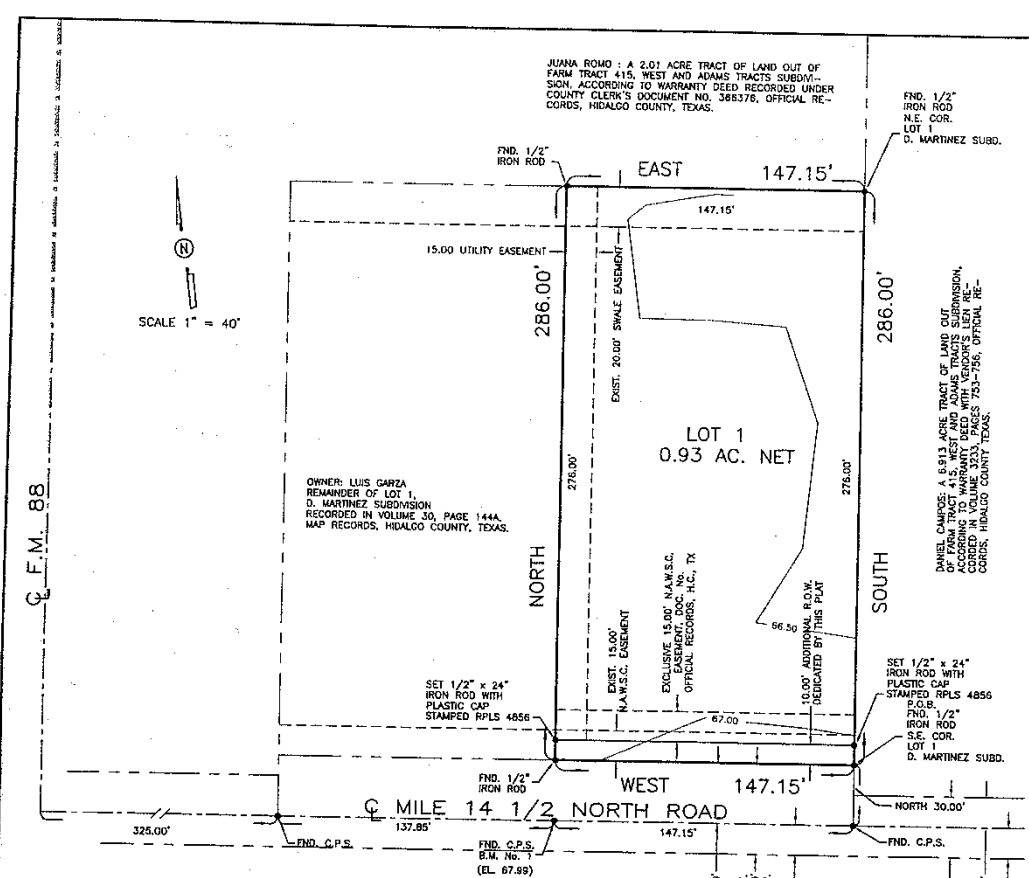 JUANA ROMO : A 2.01 ACRE TRACT OF LAND OUT OF
FARM TRACT 415, WEST AND ADAMS TRACTS SUBDIVI-
SION, ACCORDING TO WARRANTY DEED RECORDED UNDER
COUNTY CLERK'S DOCUMENT NO. 366376, OFFICIAL RE-
CORDS, HIDALGO COUNTY, TEXAS.
FND. 1/2"
IRON ROD
N.E. COR.
LOT 1
D. MARTINEZ SUBD.
FND. 1/2"
IRON ROD
EAST 147.15'
147.15'
N
SCALE 1" = 40'
15.00 UTILITY EASEMENT
EXIST. 20.00' SWALE EASEMENT
286.00'
286.00'
DANIEL CAMPOS: A 6.913 ACRE TRACT OF LAND OUT
OF FARM TRACT 415, WEST AND ADAMS TRACTS SUBDIVISION,
ACCORDING TO WARRANTY DEED WITH VENDOR'S LIEN RE-
CORDED IN VOLUME 3233, PAGES 753-756, OFFICIAL RE-
CORDS, HIDALGO COUNTY TEXAS.
LOT 1
0.93 AC. NET
276.00'
276.00'
OWNER: LUIS GARZA
REMAINDER OF LOT 1,
D. MARTINEZ SUBDIVISION
RECORDED IN VOLUME 30, PAGE 144A,
MAP RECORDS, HIDALGO COUNTY, TEXAS.
℄ F.M. 88
NORTH
SOUTH
EXIST. 15.00'
N.A.W.S.C. EASEMENT
EXCLUSIVE 15.00' N.A.W.S.C.
EASEMENT, DOC. No.
OFFICIAL RECORDS, H.C., TX
10.00' ADDITIONAL R.O.W.
DEDICATED BY THIS PLAT
66.50
67.00
SET 1/2" x 24"
IRON ROD WITH
PLASTIC CAP
STAMPED RPLS 4856
SET 1/2" x 24"
IRON ROD WITH
PLASTIC CAP
STAMPED RPLS 4856
P.O.B.
FND. 1/2"
IRON ROD
S.E. COR.
LOT 1
D. MARTINEZ SUBD.
FND. 1/2"
IRON ROD
WEST 147.15'
NORTH 30.00'
℄ MILE 14 1/2 NORTH ROAD
325.00'
137.85'
147.15'
FND. C.P.S.
FND. C.P.S.
B.M. No. 1
(EL. 67.99)
FND. C.P.S.